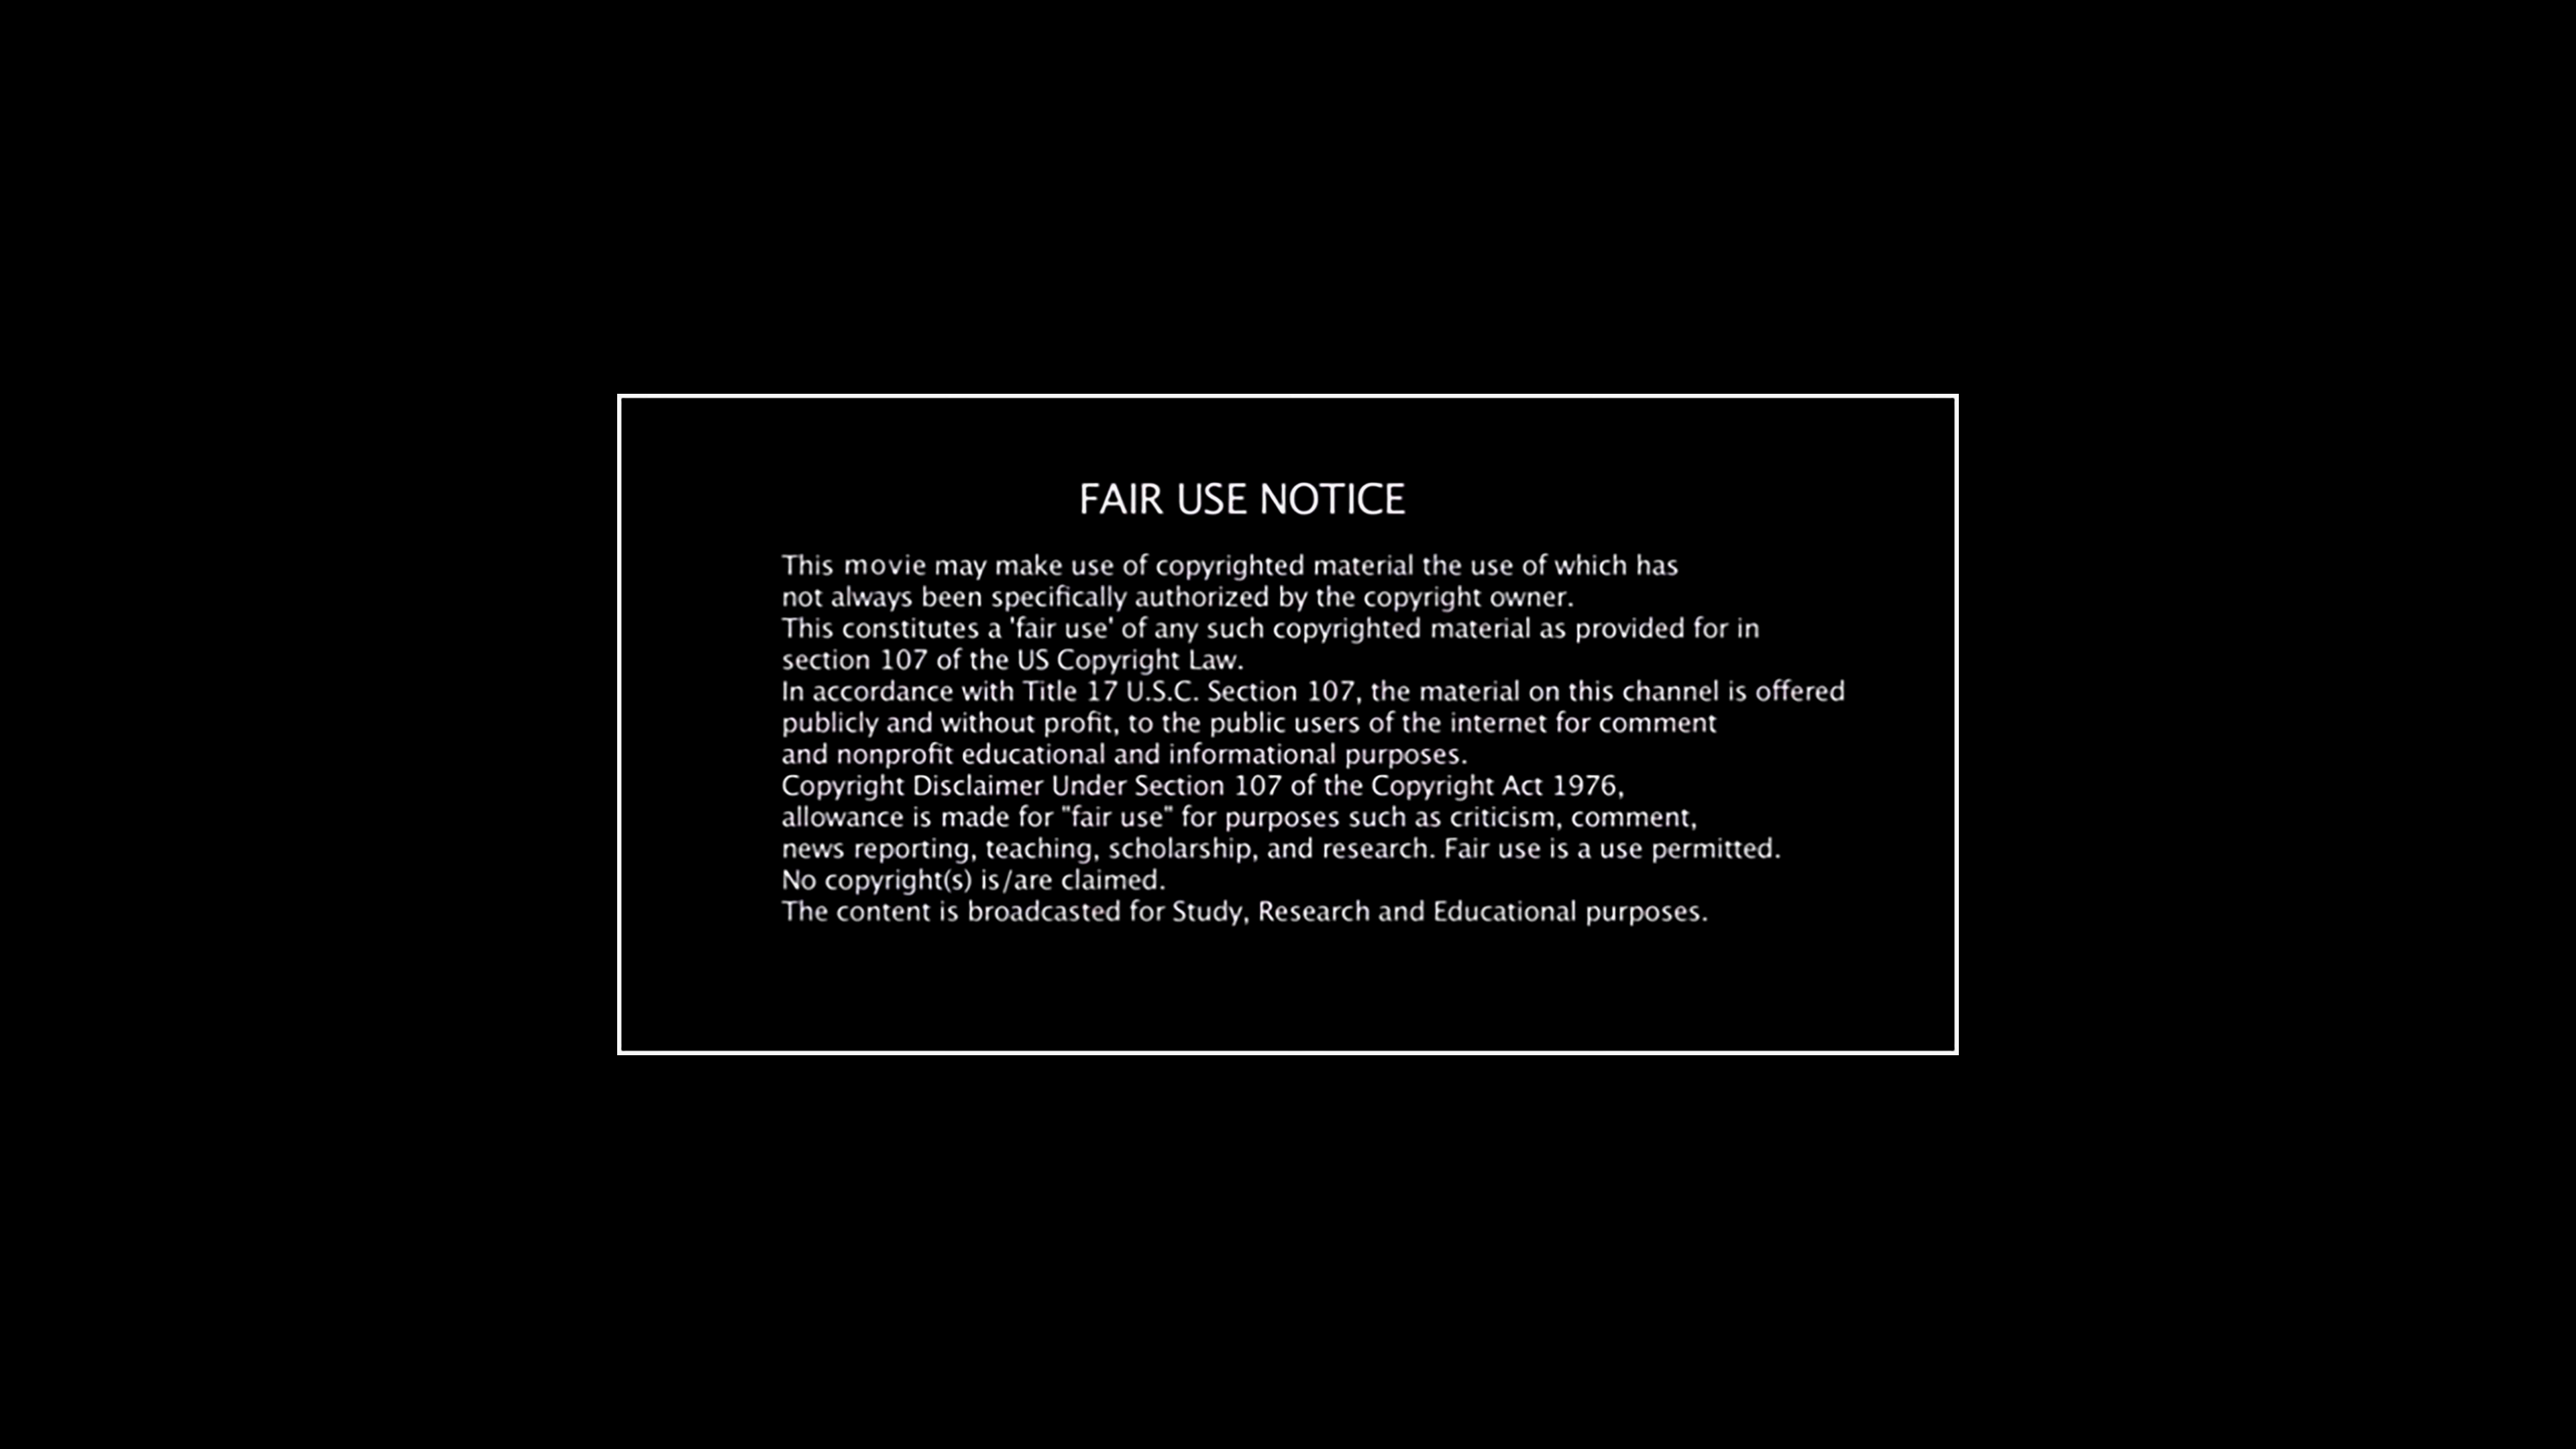 FAIR USE NOTICE
This movie may make use of copyrighted material the use of which has
not always been specifically authorized by the copyright owner.
This constitutes a 'fair use' of any such copyrighted material as provided for in
section 107 of the US Copyright Law.
In accordance with Title 17 U.S.C. Section 107, the material on this channel is offered
publicly and without profit, to the public users of the internet for comment
and nonprofit educational and informational purposes.
Copyright Disclaimer Under Section 107 of the Copyright Act 1976,
allowance is made for "fair use" for purposes such as criticism, comment,
news reporting, teaching, scholarship, and research. Fair use is a use permitted.
No copyright(s) is/are claimed.
The content is broadcasted for Study, Research and Educational purposes.